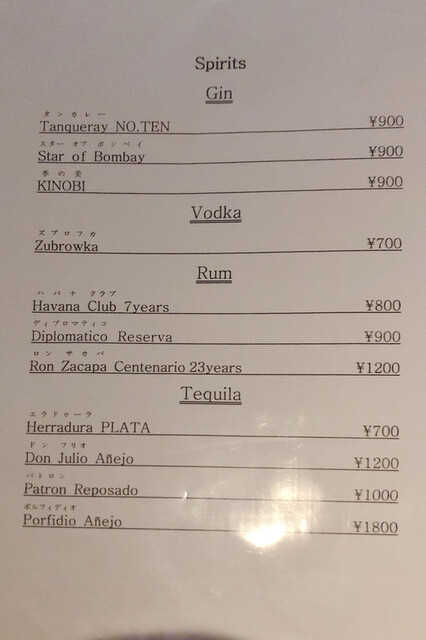 Spirits
Gin
タンカレー
Tanqueray NO.TEN ¥900
スター オブ ボンベイ
Star of Bombay ¥900
季の美
KINOBI ¥900
Vodka
ズブロフカ
Zubrowka ¥700
Rum
ハバナ クラブ
Havana Club 7years ¥800
ディプロマティコ
Diplomatico Reserva ¥900
ロン サカパ
Ron Zacapa Centenario 23years ¥1200
Tequila
エラドゥーラ
Herradura PLATA ¥700
ドン フリオ
Don Julio Añejo ¥1200
パトロン
Patron Reposado ¥1000
ポルフィディオ
Porfidio Añejo ¥1800